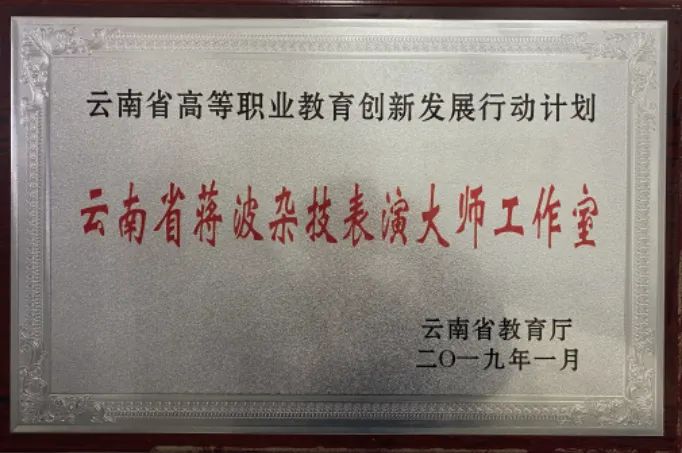 云南省高等职业教育创新发展行动计划
云南省蒋波杂技表演大师工作室
云南省教育厅
二〇一九年一月